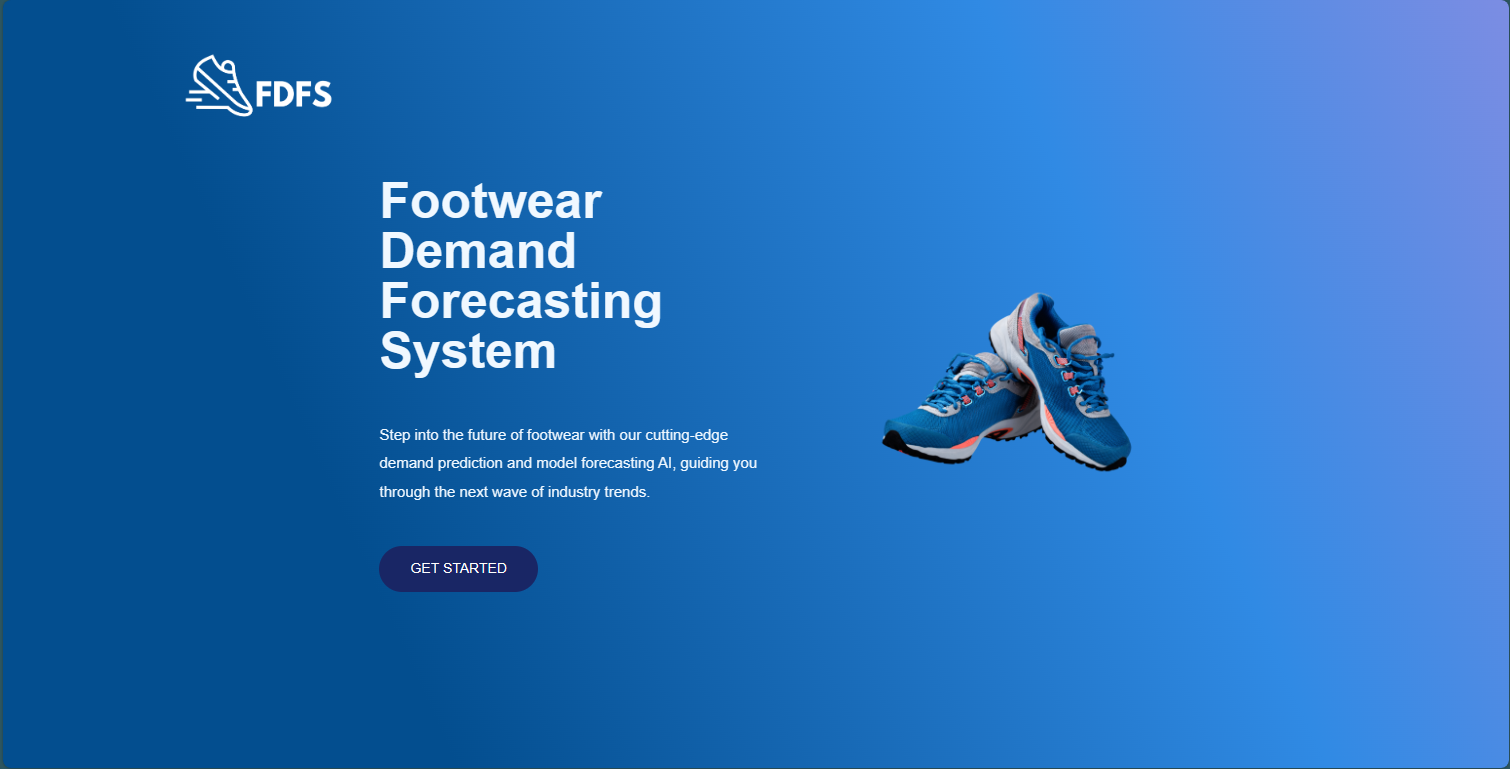 FDFS
Footwear
Demand
Forecasting
System
Step into the future of footwear with our cutting-edge
demand prediction and model forecasting AI, guiding you
through the next wave of industry trends.
GET STARTED